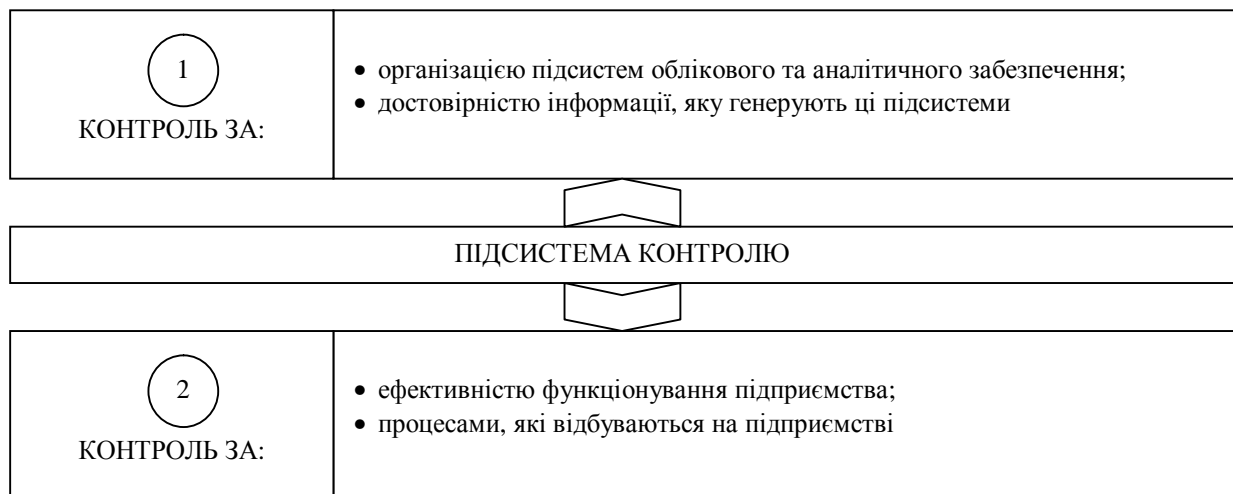 1
КОНТРОЛЬ ЗА:
• організацією підсистем облікового та аналітичного забезпечення;
• достовірністю інформації, яку генерують ці підсистеми
ПІДСИСТЕМА КОНТРОЛЮ
2
КОНТРОЛЬ ЗА:
• ефективністю функціонування підприємства;
• процесами, які відбуваються на підприємстві